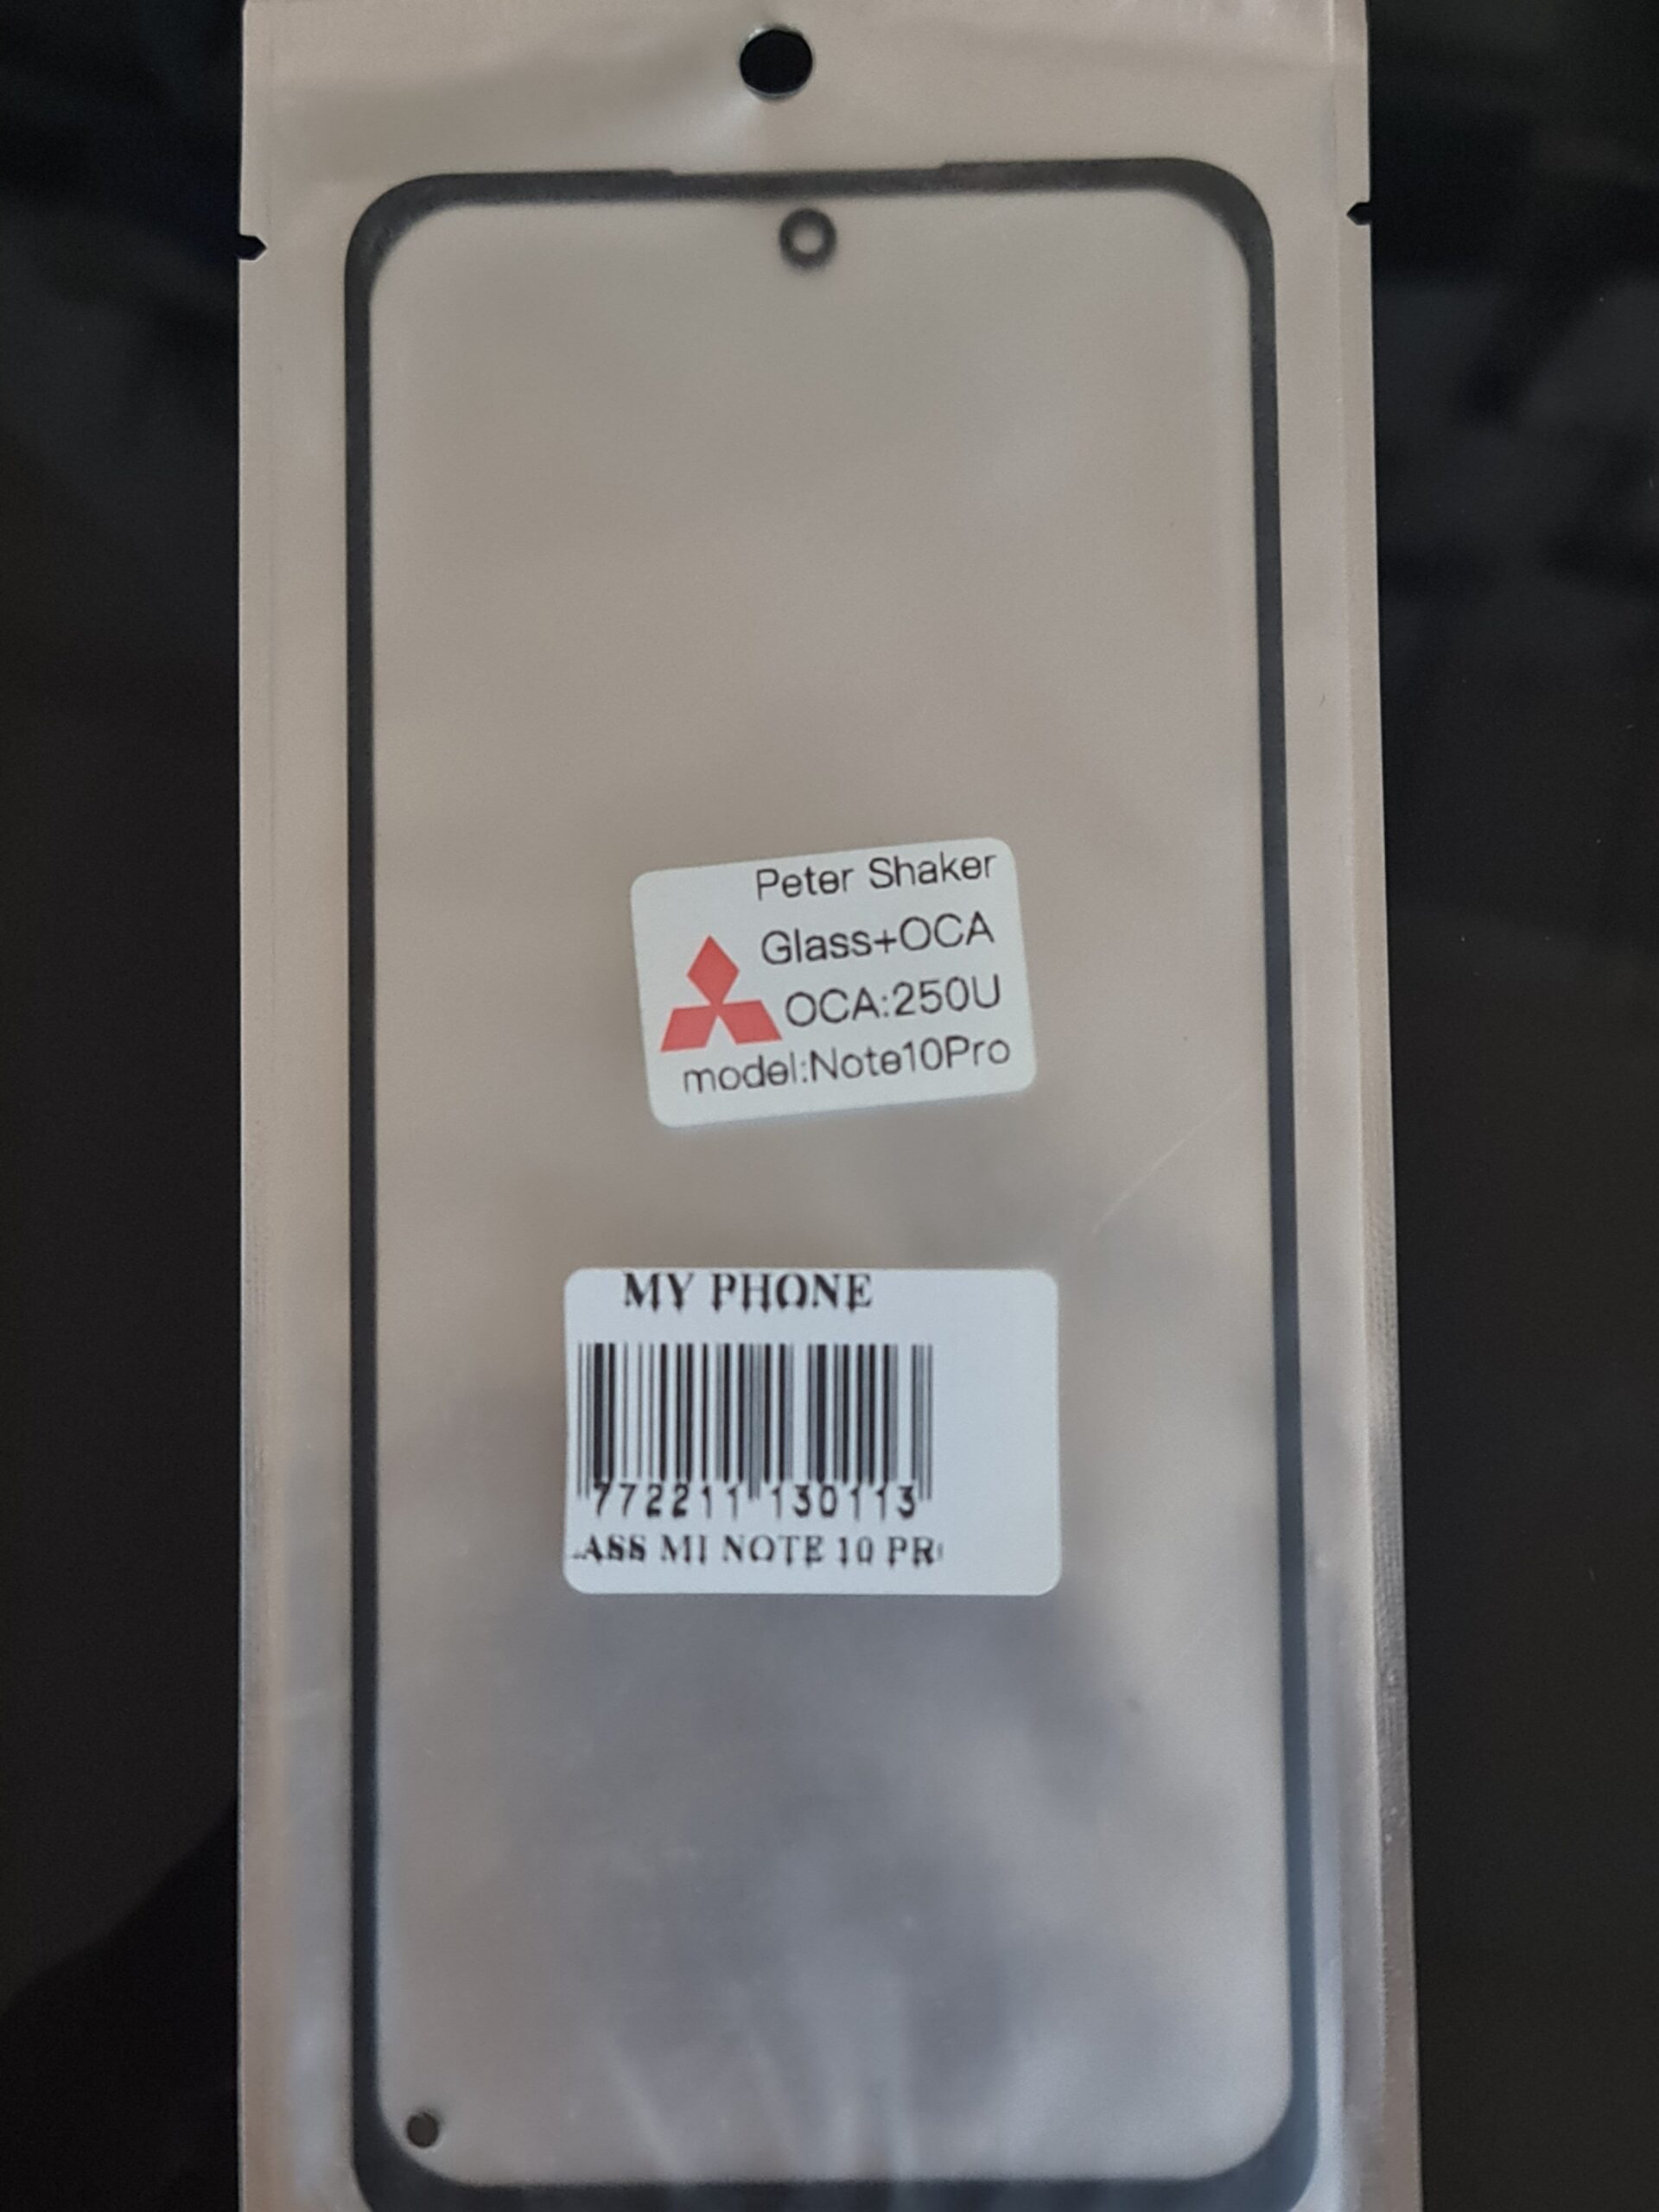 Peter Shaker
Glass+OCA
OCA:250U
model:Note10Pro
MY PHONE
772211 130113
ASS MI NOTE 10 PR